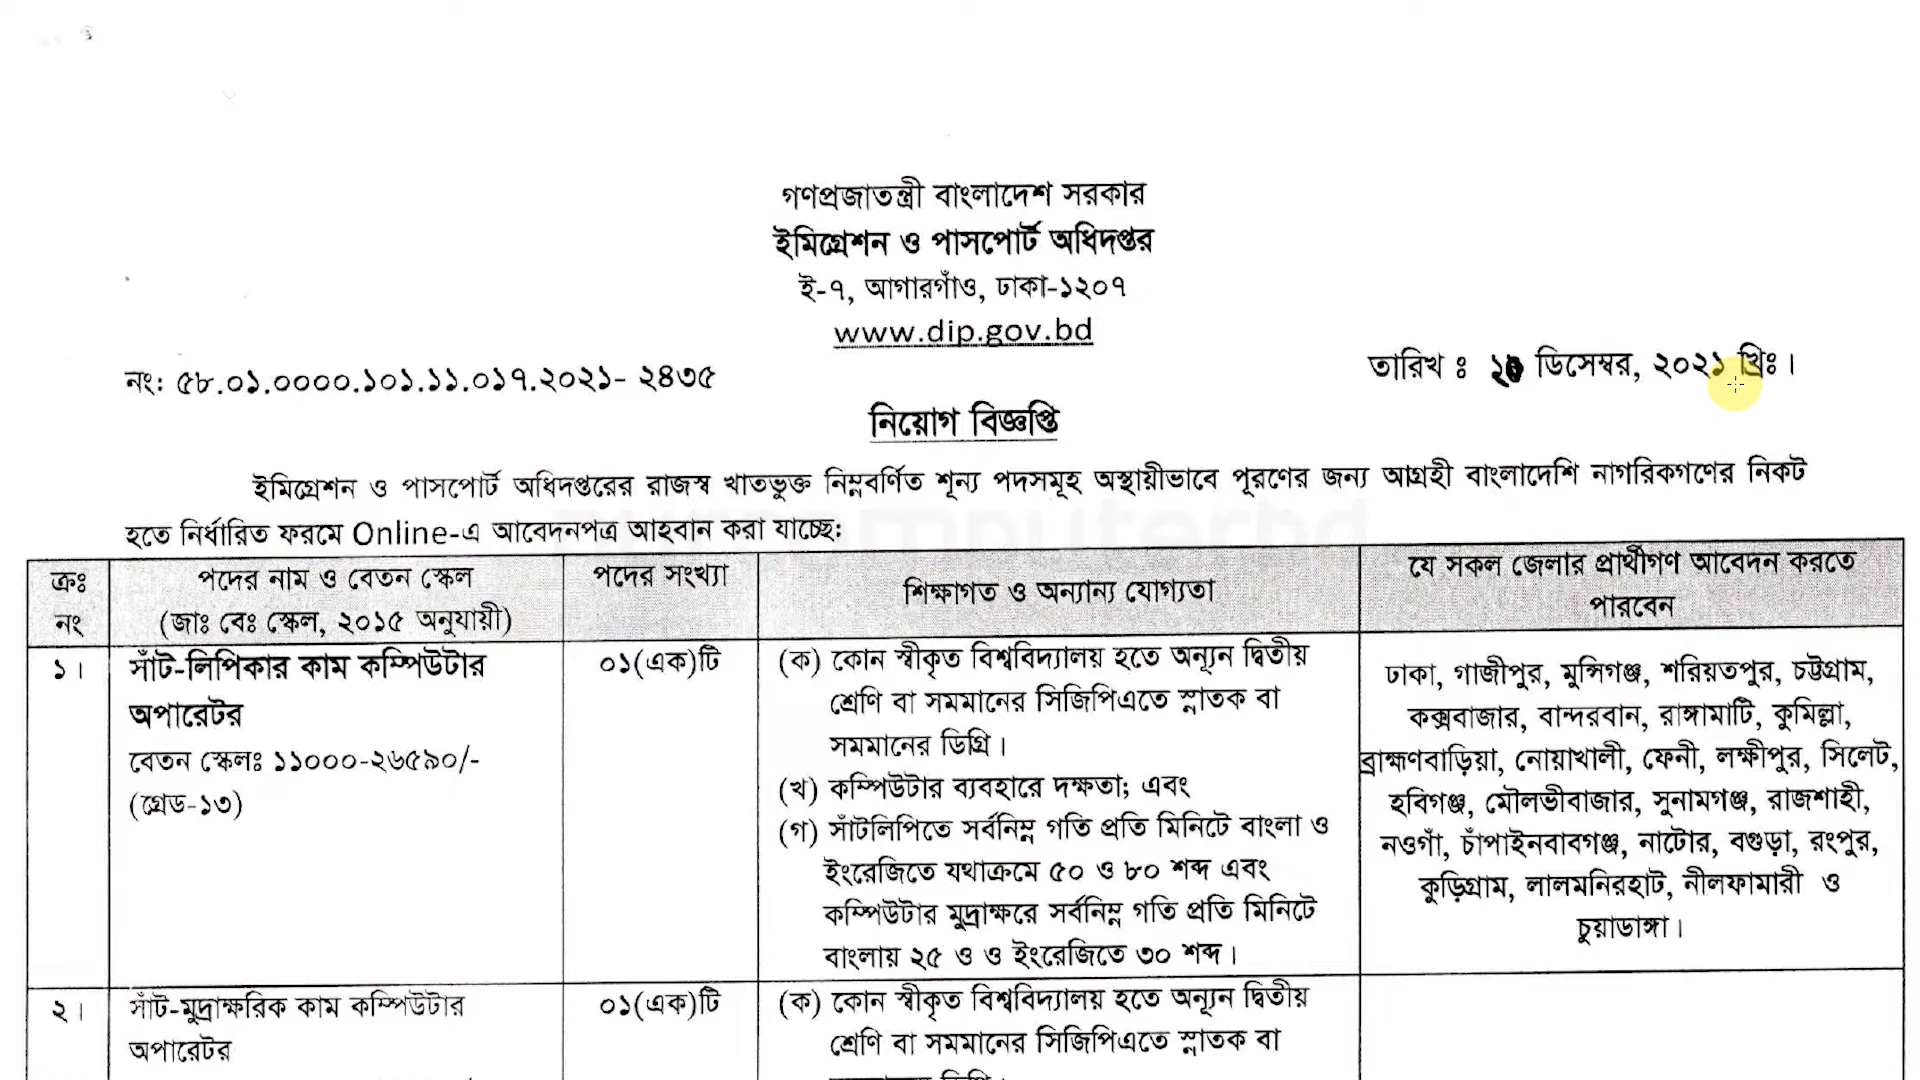 গণপ্রজাতন্ত্রী বাংলাদেশ সরকার
ইমিগ্রেশন ও পাসপোর্ট অধিদপ্তর
ই-৭, আগারগাঁও, ঢাকা-১২০৭
www.dip.gov.bd
নং: ৫৮.০১.০০০০.১০১.১১.০১৭.২০২১- ২৪৩৫
তারিখ ঃ ডিসেম্বর, ২০২১ খ্রিঃ।
নিয়োগ বিজ্ঞপ্তি
ইমিগ্রেশন ও পাসপোর্ট অধিদপ্তরের রাজস্ব খাতভুক্ত নিম্নবর্ণিত শূন্য পদসমূহ অস্থায়ীভাবে পূরণের জন্য আগ্রহী বাংলাদেশি নাগরিকগণের নিকট
হতে নির্ধারিত ফরমে Online-এ আবেদনপত্র আহবান করা যাচ্ছে:
ক্রঃ
নং
পদের নাম ও বেতন স্কেল
(জাঃ বেঃ স্কেল, ২০১৫ অনুযায়ী)
পদের সংখ্যা
শিক্ষাগত ও অন্যান্য যোগ্যতা
যে সকল জেলার প্রার্থীগণ আবেদন করতে
পারবেন
১।
সাঁট-লিপিকার কাম কম্পিউটার
অপারেটর
বেতন স্কেলঃ ১১০০০-২৬৫৯০/-
(গ্রেড-১৩)
০১(এক)টি
(ক) কোন স্বীকৃত বিশ্ববিদ্যালয় হতে অন্যূন দ্বিতীয়
শ্রেণি বা সমমানের সিজিপিএতে স্নাতক বা
সমমানের ডিগ্রি।
(খ) কম্পিউটার ব্যবহারে দক্ষতা; এবং
(গ) সাঁটলিপিতে সর্বনিম্ন গতি প্রতি মিনিটে বাংলা ও
ইংরেজিতে যথাক্রমে ৫০ ও ৮০ শব্দ এবং
কম্পিউটার মুদ্রাক্ষরে সর্বনিম্ন গতি প্রতি মিনিটে
বাংলায় ২৫ ও ও ইংরেজিতে ৩০ শব্দ।
ঢাকা, গাজীপুর, মুন্সিগঞ্জ, শরিয়তপুর, চট্টগ্রাম,
কক্সবাজার, বান্দরবান, রাঙ্গামাটি, কুমিল্লা,
ব্রাহ্মণবাড়িয়া, নোয়াখালী, ফেনী, লক্ষীপুর, সিলেট,
হবিগঞ্জ, মৌলভীবাজার, সুনামগঞ্জ, রাজশাহী,
নওগাঁ, চাঁপাইনবাবগঞ্জ, নাটোর, বগুড়া, রংপুর,
কুড়িগ্রাম, লালমনিরহাট, নীলফামারী ও
চুয়াডাঙ্গা।
২।
সাঁট-মুদ্রাক্ষরিক কাম কম্পিউটার
অপারেটর
০১(এক)টি
(ক) কোন স্বীকৃত বিশ্ববিদ্যালয় হতে অন্যূন দ্বিতীয়
শ্রেণি বা সমমানের সিজিপিএতে স্নাতক বা